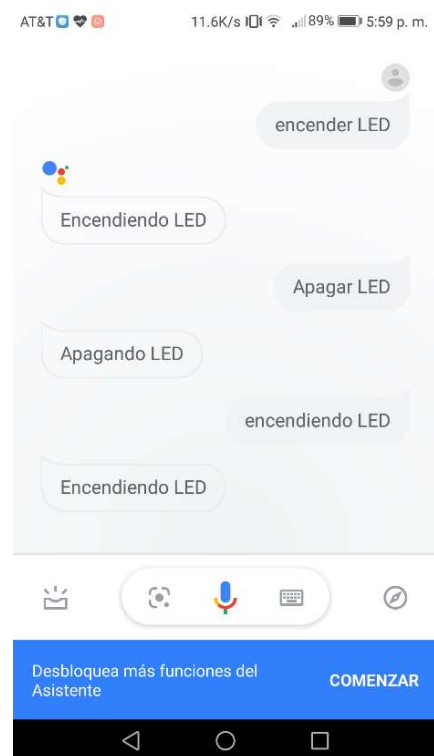 AT&T 11.6K/s 89% 5:59 p. m.
encender LED
Encendiendo LED
Apagar LED
Apagando LED
encendiendo LED
Encendiendo LED
Desbloquea más funciones del
Asistente
COMENZAR